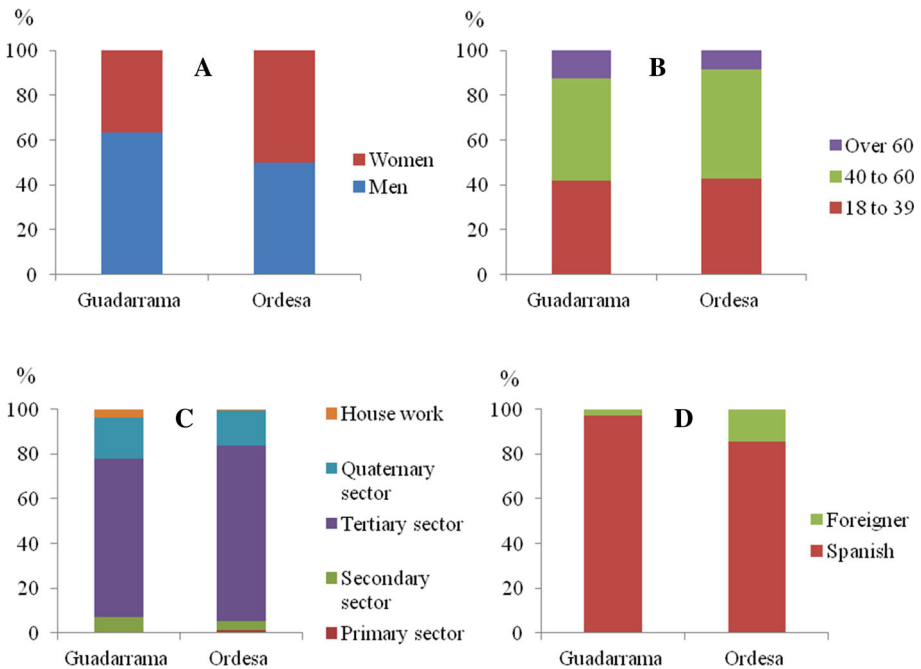 %
100
80
60
40
20
0
A
Women
Men
Guadarrama
Ordesa
%
100
80
60
40
20
0
B
Over 60
40 to 60
18 to 39
Guadarrama
Ordesa
%
100
80
60
40
20
0
C
House work
Quaternary
sector
Tertiary sector
Secondary
sector
Primary sector
Guadarrama
Ordesa
%
100
80
60
40
20
0
D
Foreigner
Spanish
Guadarrama
Ordesa